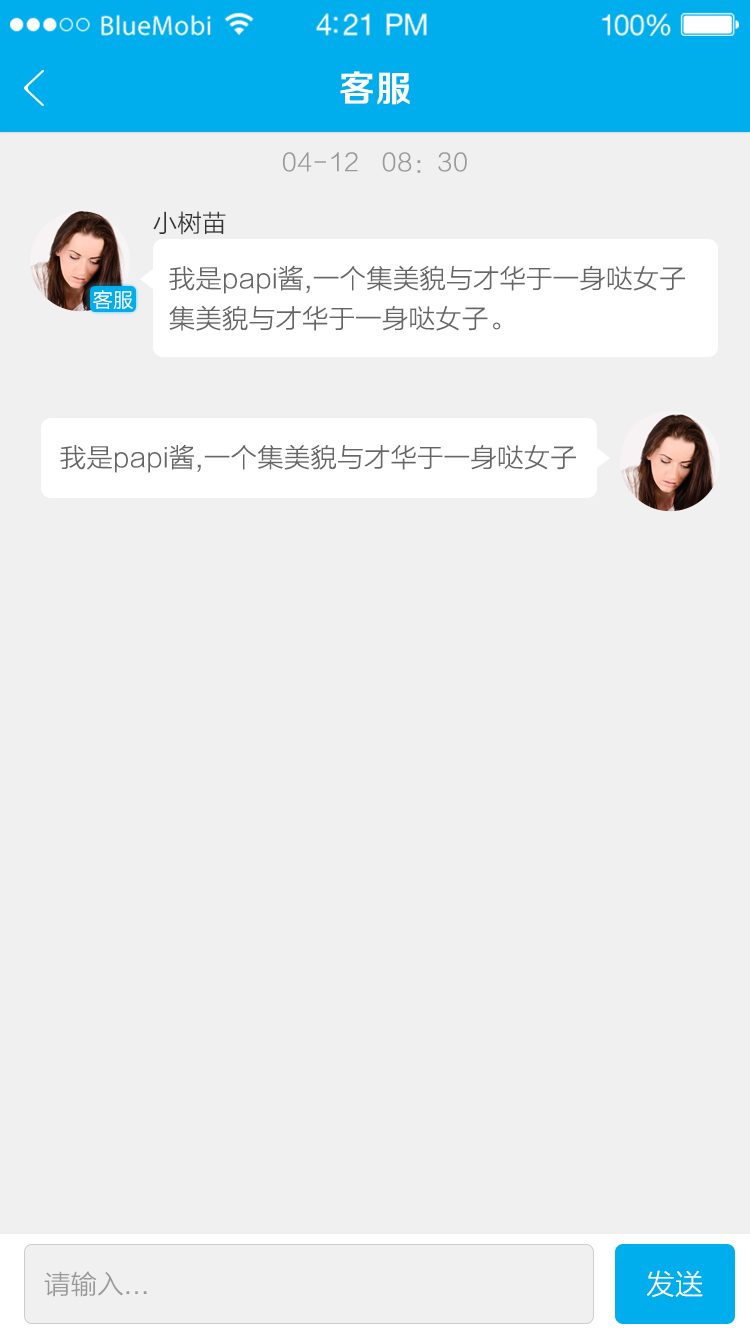 BlueMobi 4:21 PM 100%
客服
04-12 08：30
小树苗
我是papi酱,一个集美貌与才华于一身哒女子
集美貌与才华于一身哒女子。
客服
我是papi酱,一个集美貌与才华于一身哒女子
请输入...
发送